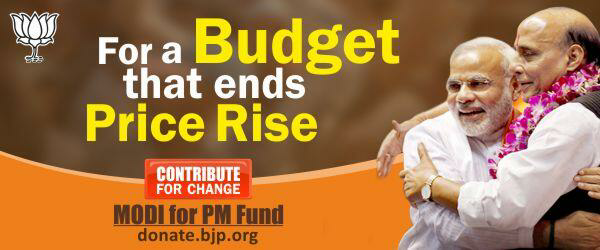 For a Budget
that ends
Price Rise
CONTRIBUTE
FOR CHANGE
MODI for PM Fund
donate.bjp.org